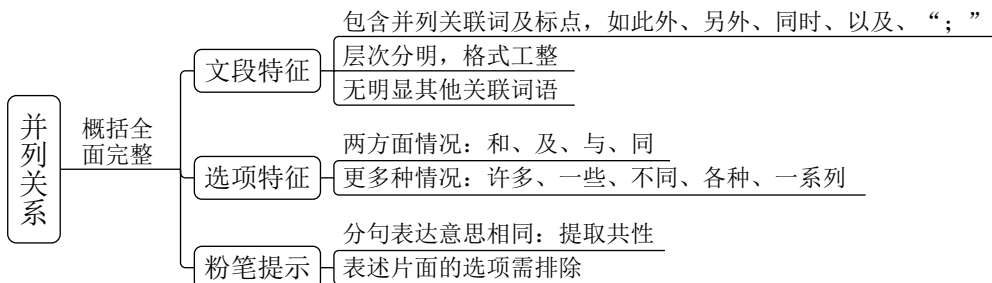 并列关系
概括全
面完整
文段特征
包含并列关联词及标点，如此外、另外、同时、以及、“；”
层次分明，格式工整
无明显其他关联词语
选项特征
两方面情况：和、及、与、同
更多种情况：许多、一些、不同、各种、一系列
粉笔提示
分句表达意思相同：提取共性
表述片面的选项需排除